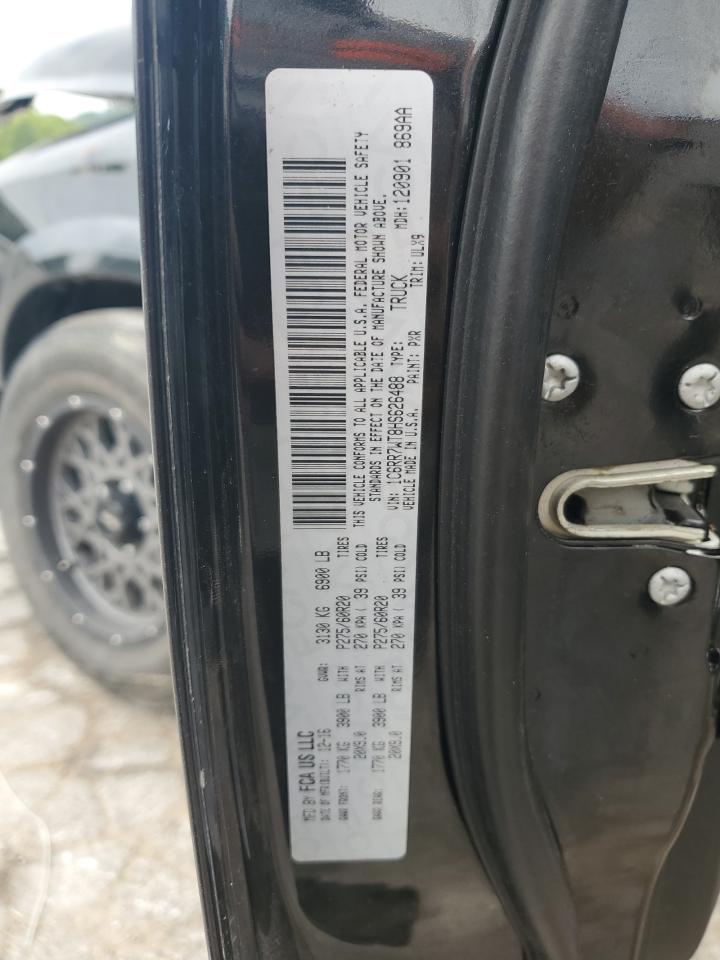 MFD BY FCA US LLC
DATE OF MFR(BUILT): 12-16 GVWR: 3130 KG 6900 LB
GAWR FRONT: 1770 KG 3900 LB WITH P275/60R20 TIRES
20X9.0 RIMS AT 270 KPA ( 39 PSI) COLD
GAWR REAR: 1770 KG 3900 LB WITH P275/60R20 TIRES
20X9.0 RIMS AT 270 KPA ( 39 PSI) COLD
THIS VEHICLE CONFORMS TO ALL APPLICABLE U.S.A. FEDERAL MOTOR VEHICLE SAFETY
STANDARDS IN EFFECT ON THE DATE OF MANUFACTURE SHOWN ABOVE.
VIN: 1C6RR7WT8HS626488 TYPE: TRUCK MDH: 120901 869AA
VEHICLE MADE IN U.S.A. PAINT: PXR TRIM: ULX9